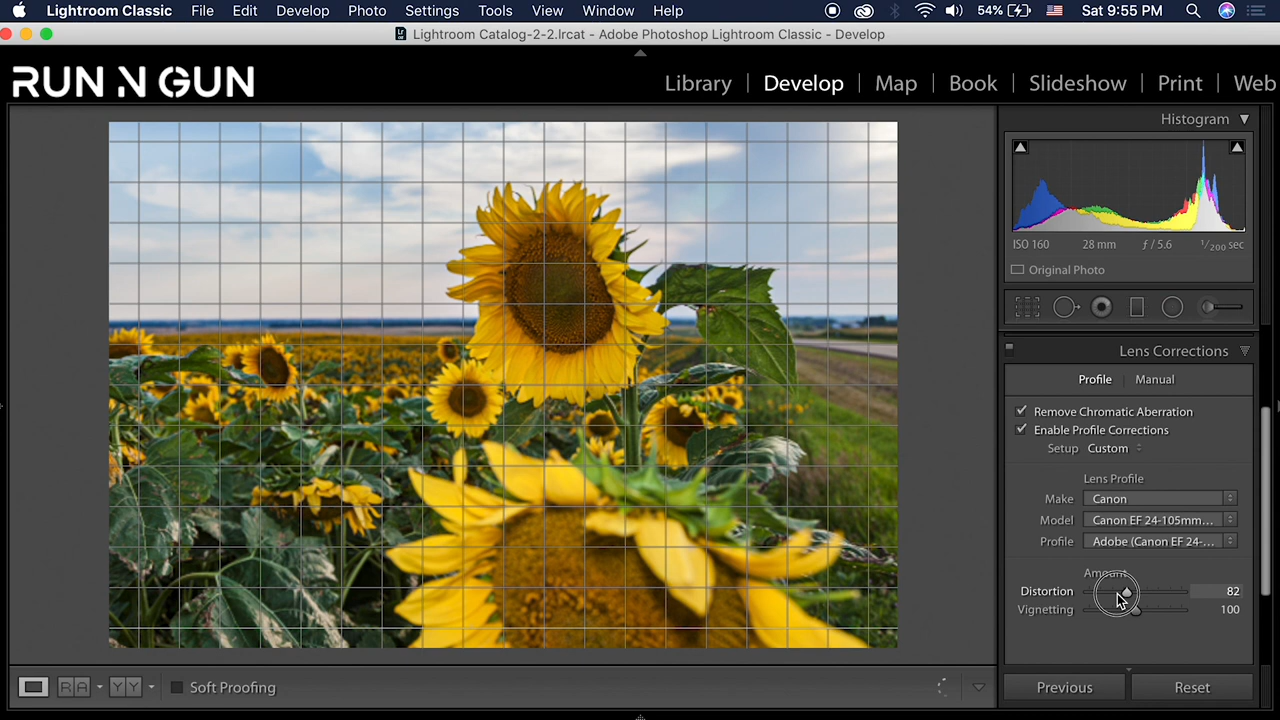 Lightroom Classic File Edit Develop Photo Settings Tools View Window Help 54% Sat 9:55 PM
Lr Lightroom Catalog-2-2.lrcat - Adobe Photoshop Lightroom Classic - Develop
RUN N GUN Library | Develop | Map | Book | Slideshow | Print | Web
Histogram
ISO 160 28 mm ƒ / 5.6 1/200 sec
Original Photo
Lens Corrections
Profile Manual
Remove Chromatic Aberration
Enable Profile Corrections
Setup Custom
Lens Profile
Make Canon
Model Canon EF 24-105mm...
Profile Adobe (Canon EF 24-...
Amount
Distortion 82
Vignetting 100
RA YY Soft Proofing Previous Reset